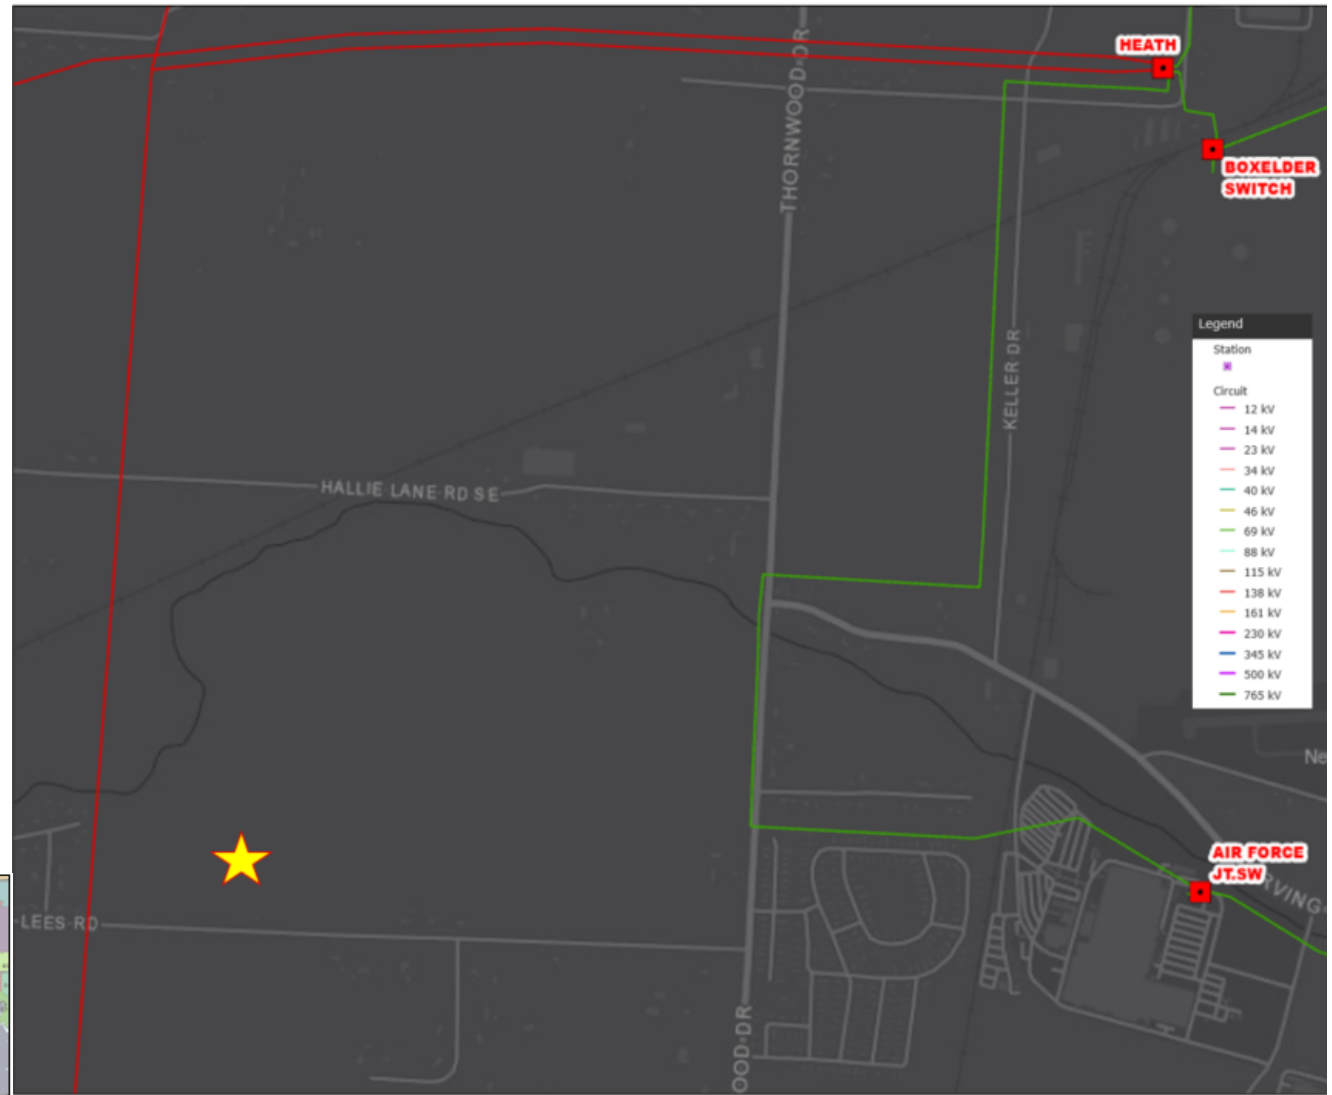 HEATH
THORNWOOD DR
BOXELDER
SWITCH
KELLER DR
Legend
Station
Circuit
12 kV
14 kV
23 kV
34 kV
40 kV
46 kV
69 kV
88 kV
115 kV
138 kV
161 kV
230 kV
345 kV
500 kV
765 kV
HALLIE LANE RD SE
Ne
AIR FORCE
JT.SW
RVING
LEES RD
OOD DR